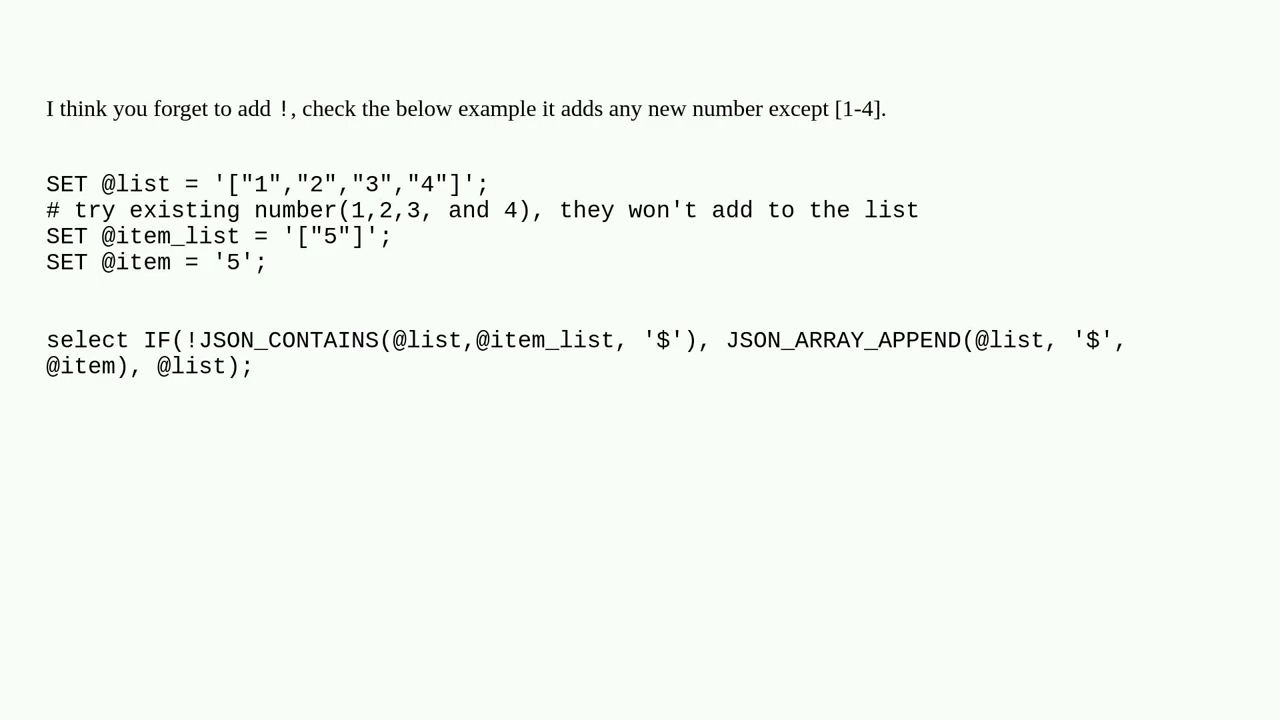 I think you forget to add !, check the below example it adds any new number except [1-4].
SET @list = '["1","2","3","4"]';
# try existing number(1,2,3, and 4), they won't add to the list
SET @item_list = '["5"]';
SET @item = '5';
select IF(!JSON_CONTAINS(@list,@item_list, '$'), JSON_ARRAY_APPEND(@list, '$',
@item), @list);